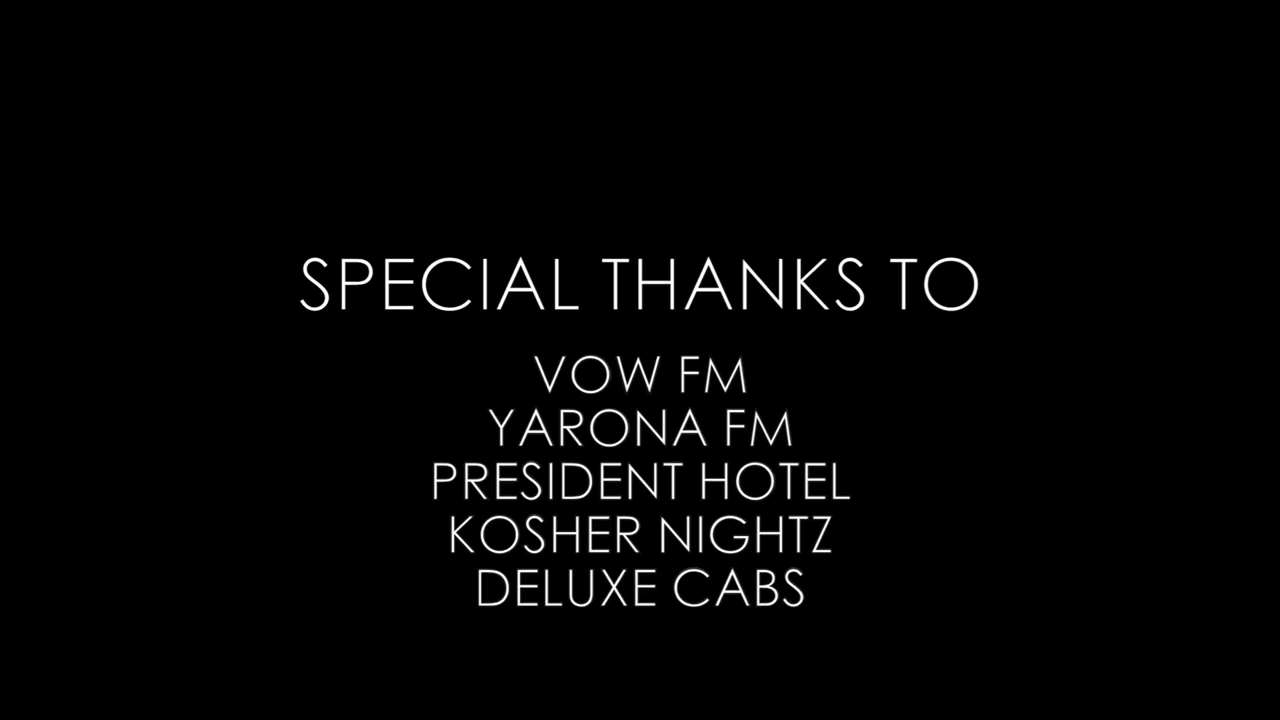 SPECIAL THANKS TO
VOW FM
YARONA FM
PRESIDENT HOTEL
KOSHER NIGHTZ
DELUXE CABS